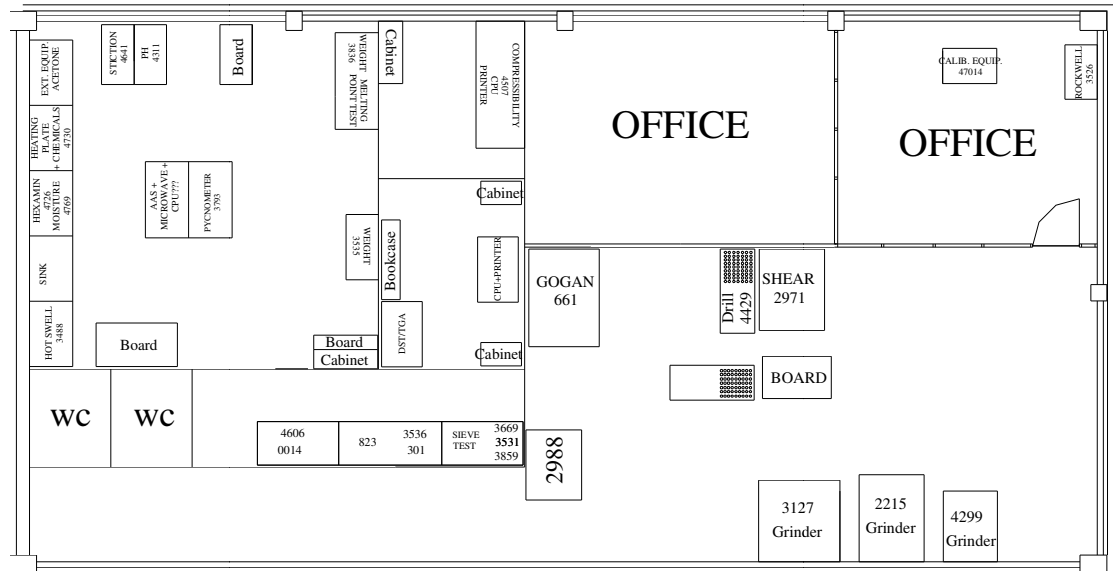 EXT. EQUIP.
ACETONE
STICTION
4641
PH
4311
Board
WEIGHT MELTING
3836 POINT TEST
Cabinet
COMPRESSIBILITY
4507
CPU
PRINTER
OFFICE
CALIB. EQUIP.
47014
ROCKWELL
3526
OFFICE
HEATING
PLATE
+ CHEMICALS
4730
HEXAMIN
4726
MOISTURE
4769
AAS +
MICROWAVE +
CPU???
PYCNOMETER
3793
Cabinet
WEIGHT
3535
Bookcase
CPU+PRINTER
SINK
GOGAN
661
Drill
4429
SHEAR
2971
HOT SWELL
3488
Board
Board
Cabinet
DST/TGA
Cabinet
BOARD
WC
WC
4606
0014
823
3536
301
SIEVE
TEST
3669
3531
3859
2988
3127
Grinder
2215
Grinder
4299
Grinder